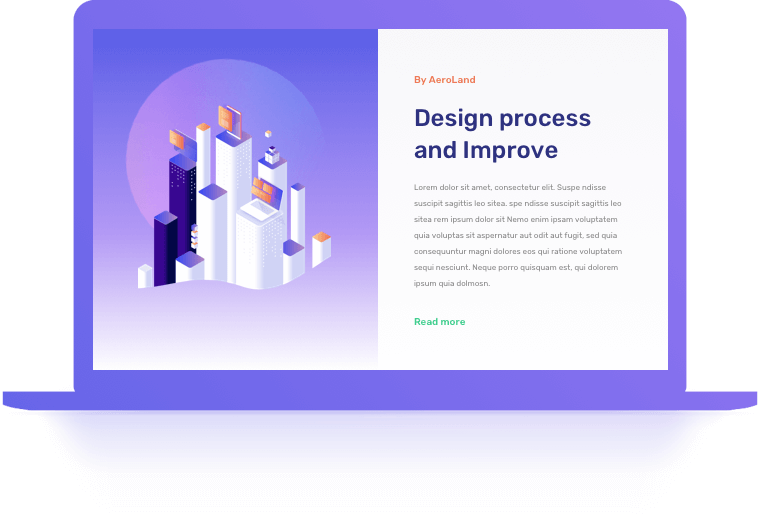 By AeroLand
Design process
and Improve
Lorem dolor sit amet, consectetur elit. Suspe ndisse
suscipit sagittis leo sitea. spe ndisse suscipit sagittis leo
sitea rem ipsum dolor sit Nemo enim ipsam voluptatem
quia voluptas sit aspernatur aut odit aut fugit, sed quia
consequuntur magni dolores eos qui ratione voluptatem
sequi nesciunt. Neque porro quisquam est, qui dolorem
ipsum quia dolmosn.
Read more